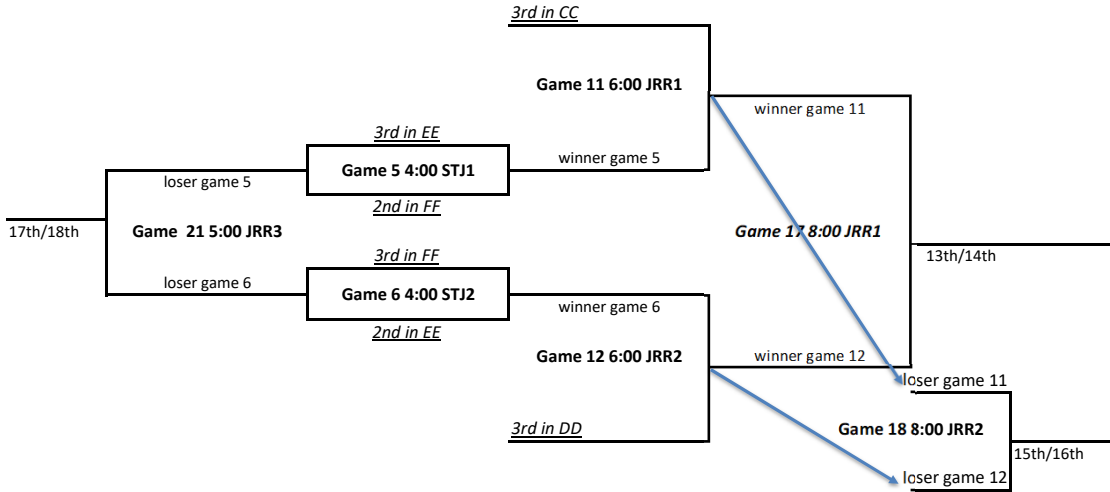 3rd in CC
Game 11 6:00 JRR1
winner game 11
3rd in EE
winner game 5
Game 5 4:00 STJ1
loser game 5
2nd in FF
17th/18th
Game  21 5:00 JRR3
Game 17 8:00 JRR1
13th/14th
3rd in FF
loser game 6
Game 6 4:00 STJ2
winner game 6
2nd in EE
Game 12 6:00 JRR2
winner game 12
loser game 11
3rd in DD
Game 18 8:00 JRR2
15th/16th
loser game 12